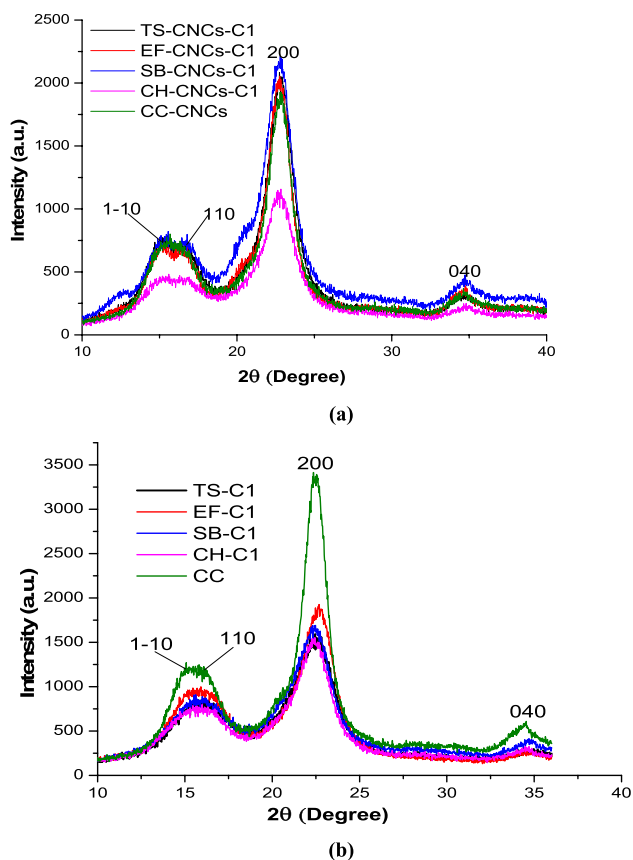 TS-CNCs-C1
EF-CNCs-C1
SB-CNCs-C1
CH-CNCs-C1
CC-CNCs
200
1-10
110
040
2500
2000
1500
1000
500
0
Intensity (a.u.)
10
20
30
40
2θ (Degree)
(a)
TS-C1
EF-C1
SB-C1
CH-C1
CC
200
1-10
110
040
3500
3000
2500
2000
1500
1000
500
0
Intensity (a.u.)
10
15
20
25
30
35
40
2θ (Degree)
(b)